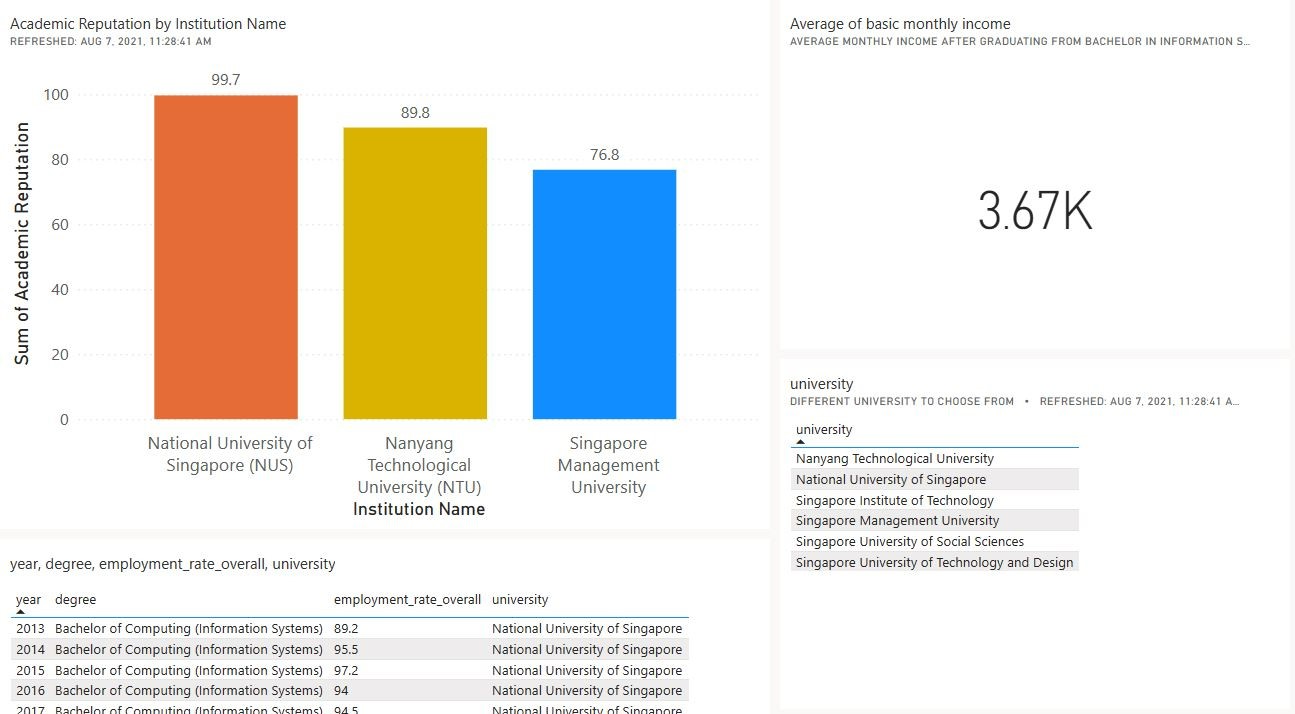 Academic Reputation by Institution Name
REFRESHED: AUG 7, 2021, 11:28:41 AM
Sum of Academic Reputation
100
80
60
40
20
0
99.7
89.8
76.8
National University of
Singapore (NUS)
Nanyang
Technological
University (NTU)
Singapore
Management
University
Institution Name
Average of basic monthly income
AVERAGE MONTHLY INCOME AFTER GRADUATING FROM BACHELOR IN INFORMATION S...
3.67K
university
DIFFERENT UNIVERSITY TO CHOOSE FROM • REFRESHED: AUG 7, 2021, 11:28:41 A...
university
Nanyang Technological University
National University of Singapore
Singapore Institute of Technology
Singapore Management University
Singapore University of Social Sciences
Singapore University of Technology and Design
year, degree, employment_rate_overall, university
year degree employment_rate_overall university
2013 Bachelor of Computing (Information Systems) 89.2 National University of Singapore
2014 Bachelor of Computing (Information Systems) 95.5 National University of Singapore
2015 Bachelor of Computing (Information Systems) 97.2 National University of Singapore
2016 Bachelor of Computing (Information Systems) 94 National University of Singapore
2017 Bachelor of Computing (Information Systems) 94.5 National University of Singapore